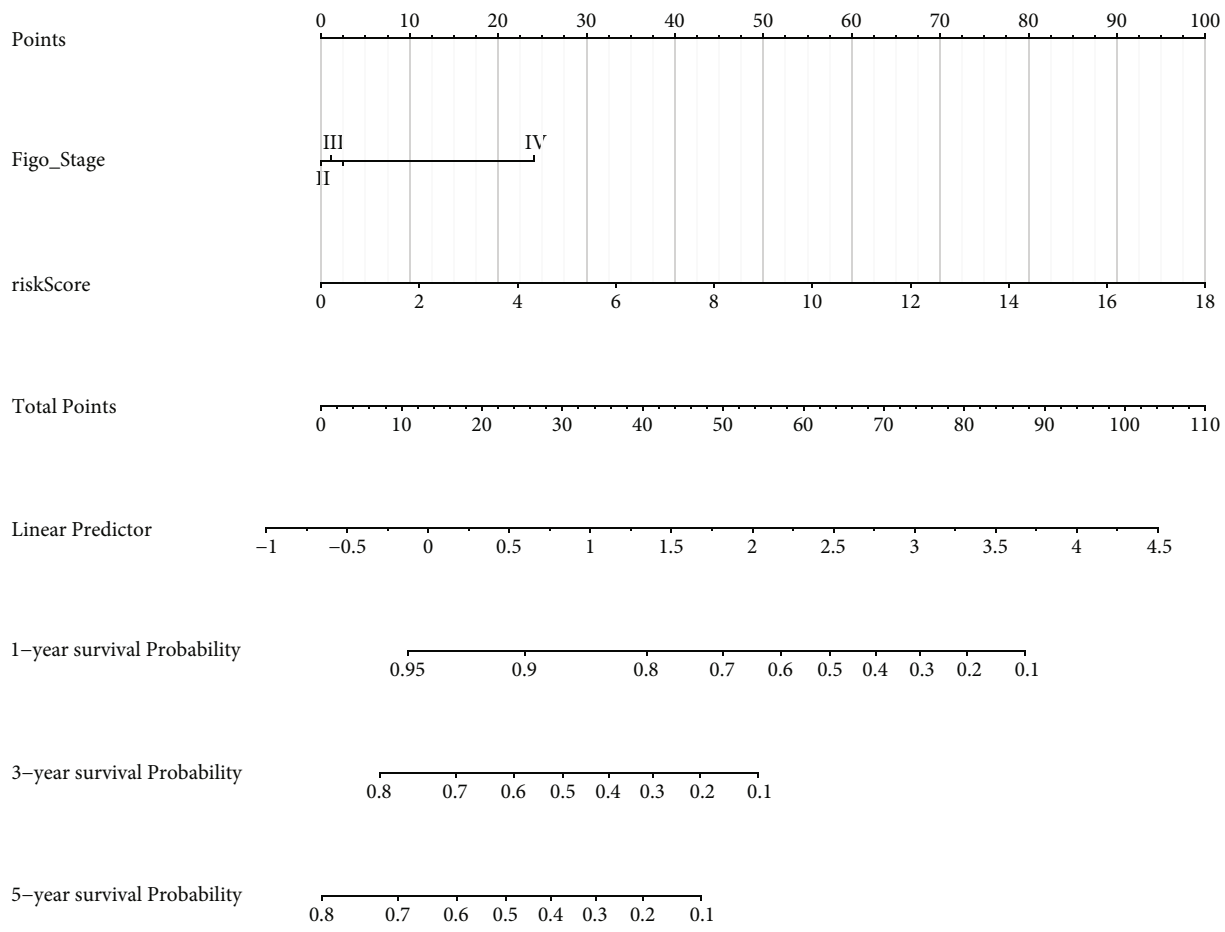 0 10 20 30 40 50 60 70 80 90 100
Points
III IV
Figo_Stage
II
riskScore
0 2 4 6 8 10 12 14 16 18
Total Points
0 10 20 30 40 50 60 70 80 90 100 110
Linear Predictor
−1 −0.5 0 0.5 1 1.5 2 2.5 3 3.5 4 4.5
1−year survival Probability
0.95 0.9 0.8 0.7 0.6 0.5 0.4 0.3 0.2 0.1
3−year survival Probability
0.8 0.7 0.6 0.5 0.4 0.3 0.2 0.1
5−year survival Probability
0.8 0.7 0.6 0.5 0.4 0.3 0.2 0.1